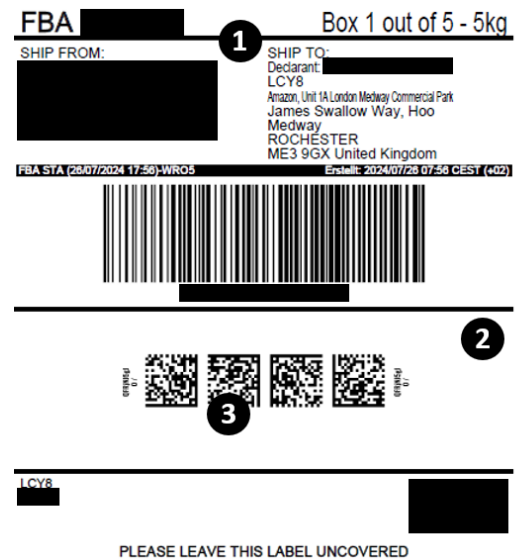 FBA
Box 1 out of 5 - 5kg
1
SHIP FROM:
SHIP TO:
Declarant:
LCY8
Amazon, Unit 1A London Medway Commercial Park
James Swallow Way, Hoo
Medway
ROCHESTER
ME3 9GX United Kingdom
FBA STA (26/07/2024 17:56)-WRO5
Erstellt: 2024/07/26 07:56 CEST (+02)
2
3
LCY8
PLEASE LEAVE THIS LABEL UNCOVERED